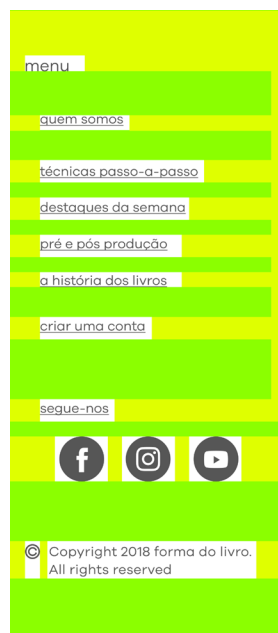 menu
quem somos
técnicas passo-a-passo
destaques da semana
pré e pós produção
a história dos livros
criar uma conta
segue-nos
© Copyright 2018 forma do livro.
All rights reserved